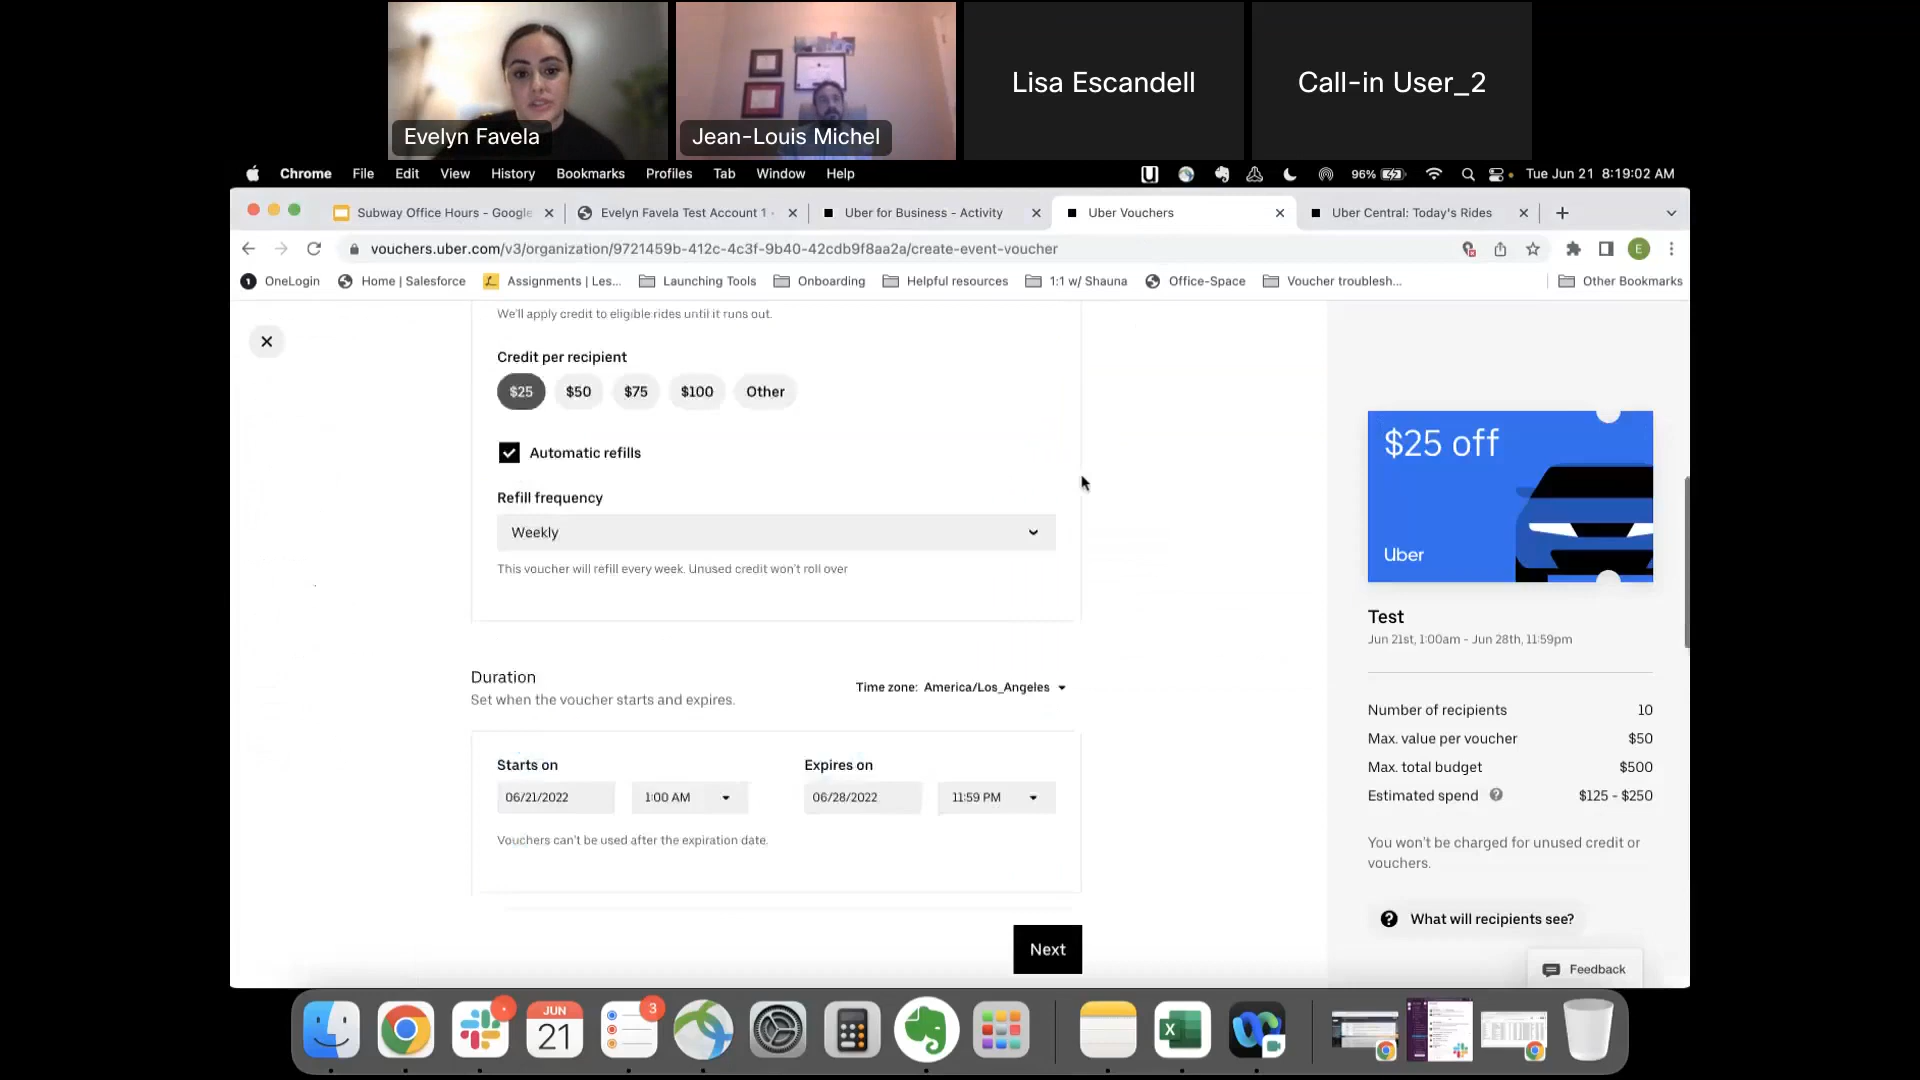 Lisa Escandell
Call-in User_2
Evelyn Favela
Jean-Louis Michel
Chrome File Edit View History Bookmarks Profiles Tab Window Help
96% Tue Jun 21 8:19:02 AM
Subway Office Hours - Google
Evelyn Favela Test Account 1
Uber for Business - Activity
Uber Vouchers
Uber Central: Today's Rides
vouchers.uber.com/v3/organization/9721459b-412c-4c3f-9b40-42cdb9f8aa2a/create-event-voucher
E
OneLogin
Home | Salesforce
Assignments | Les...
Launching Tools
Onboarding
Helpful resources
1:1 w/ Shauna
Office-Space
Voucher troublesh...
Other Bookmarks
We'll apply credit to eligible rides until it runs out.
Credit per recipient
$25 $50 $75 $100 Other
Automatic refills
Refill frequency
Weekly
This voucher will refill every week. Unused credit won't roll over
Duration
Set when the voucher starts and expires.
Time zone: America/Los_Angeles
Starts on
06/21/2022 1:00 AM
Expires on
06/28/2022 11:59 PM
Vouchers can't be used after the expiration date.
Next
$25 off
Uber
Test
Jun 21st, 1:00am - Jun 28th, 11:59pm
Number of recipients 10
Max. value per voucher $50
Max. total budget $500
Estimated spend $125 - $250
You won't be charged for unused credit or
vouchers.
What will recipients see?
Feedback
JUN
21
3